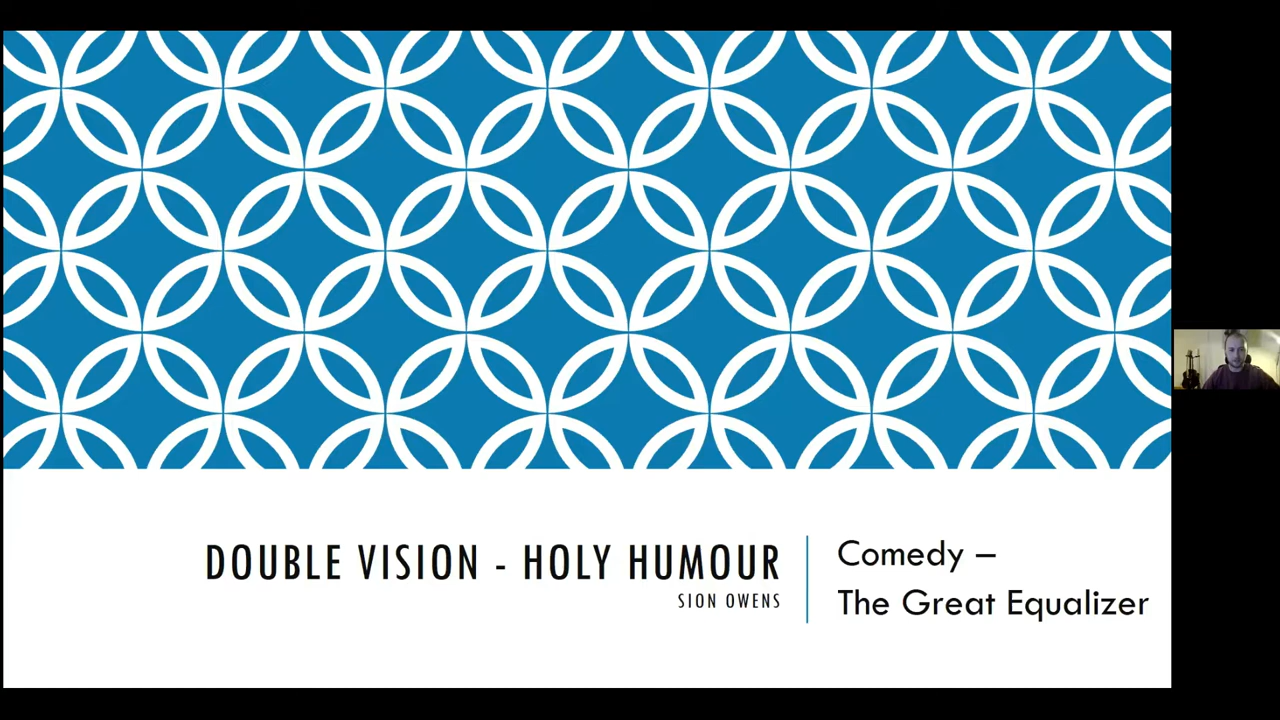 DOUBLE VISION - HOLY HUMOUR
SION OWENS
Comedy –
The Great Equalizer